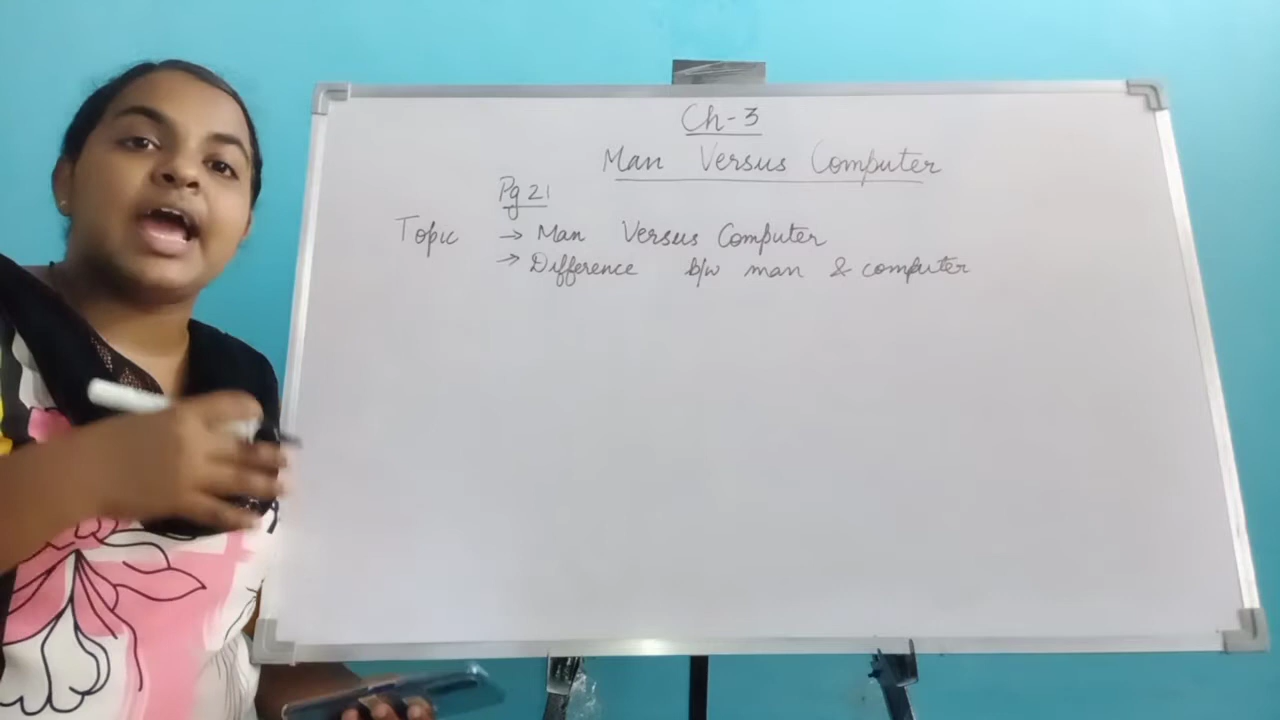 Ch-3
Man Versus Computer
Pg 21
Topic → Man Versus Computer
→ Difference b/w man & computer